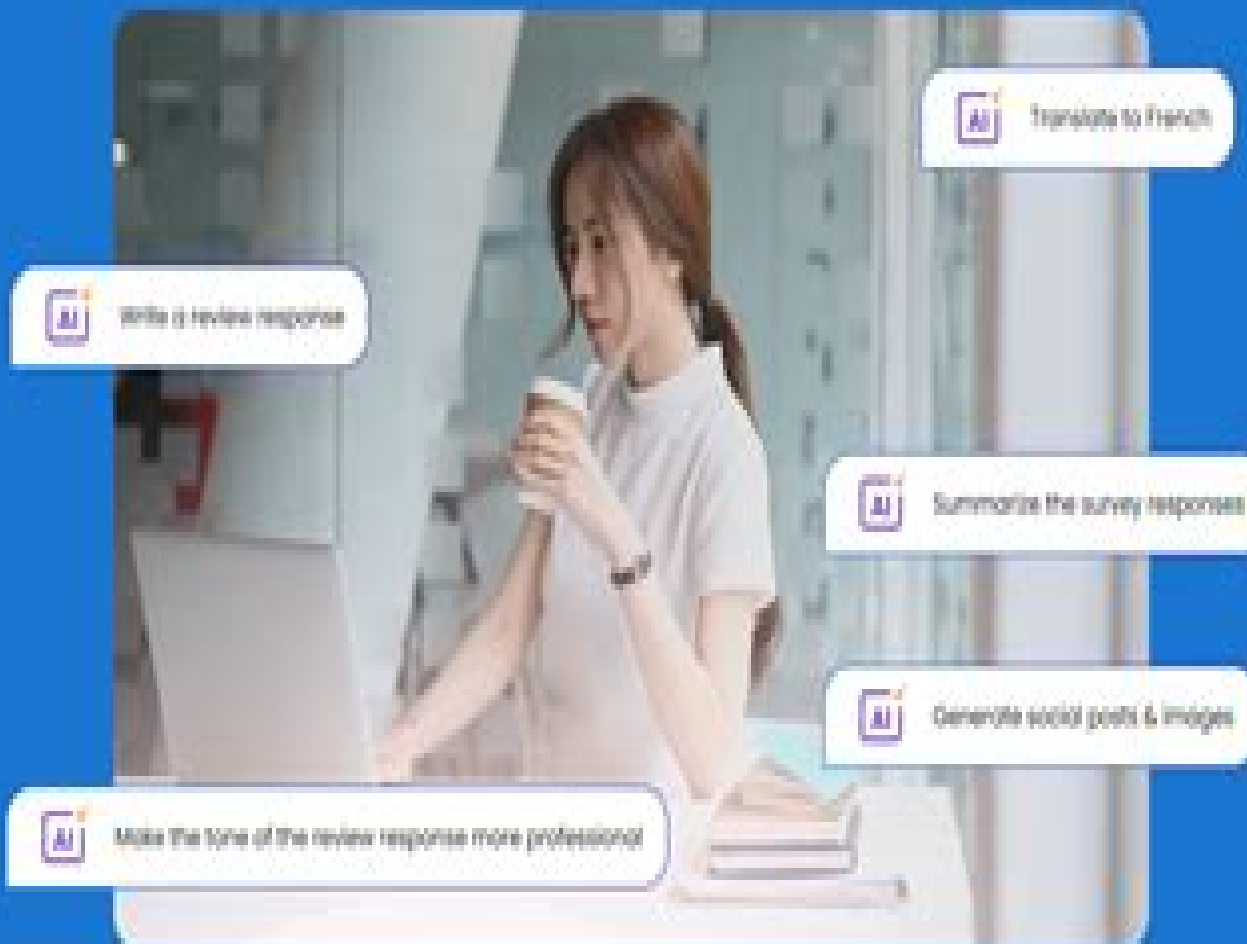 AI Translate to French
AI Write a review response
AI Summarize the survey responses
AI Generate social posts & images
AI Make the tone of the review response more professional